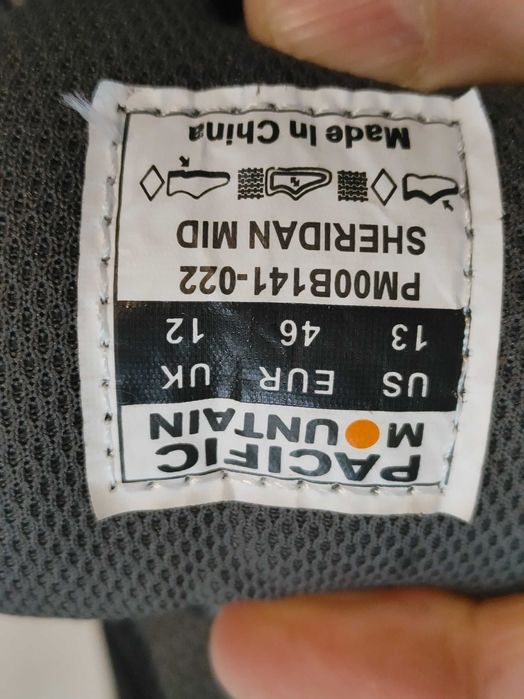 PACIFIC
MOUNTAIN
US EUR UK
13 46 12
PM00B141-022
SHERIDAN MID
Made In China